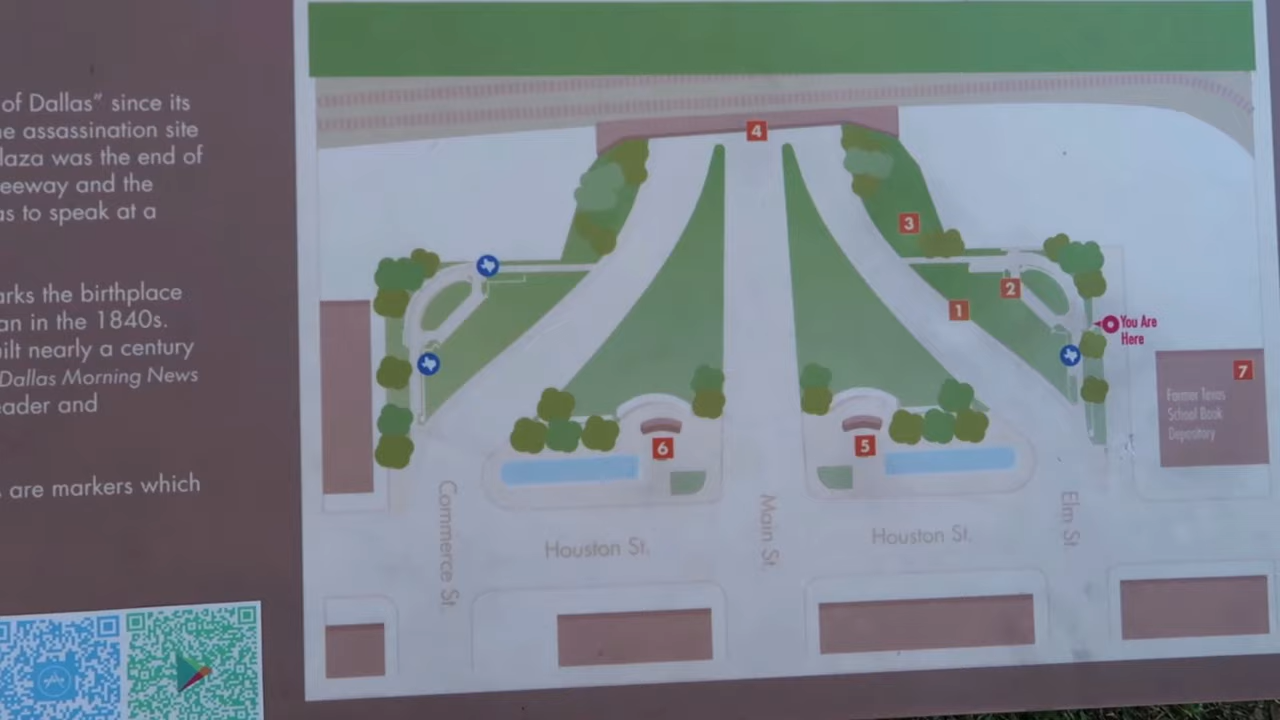 of Dallas” since its
e assassination site
laza was the end of
eeway and the
as to speak at a
arks the birthplace
an in the 1840s.
ilt nearly a century
Dallas Morning News
eader and
are markers which
4
3
2
1
You Are
Here
7
Former Texas
School Book
Depository
6
5
Commerce St.
Main St.
Elm St.
Houston St.
Houston St.